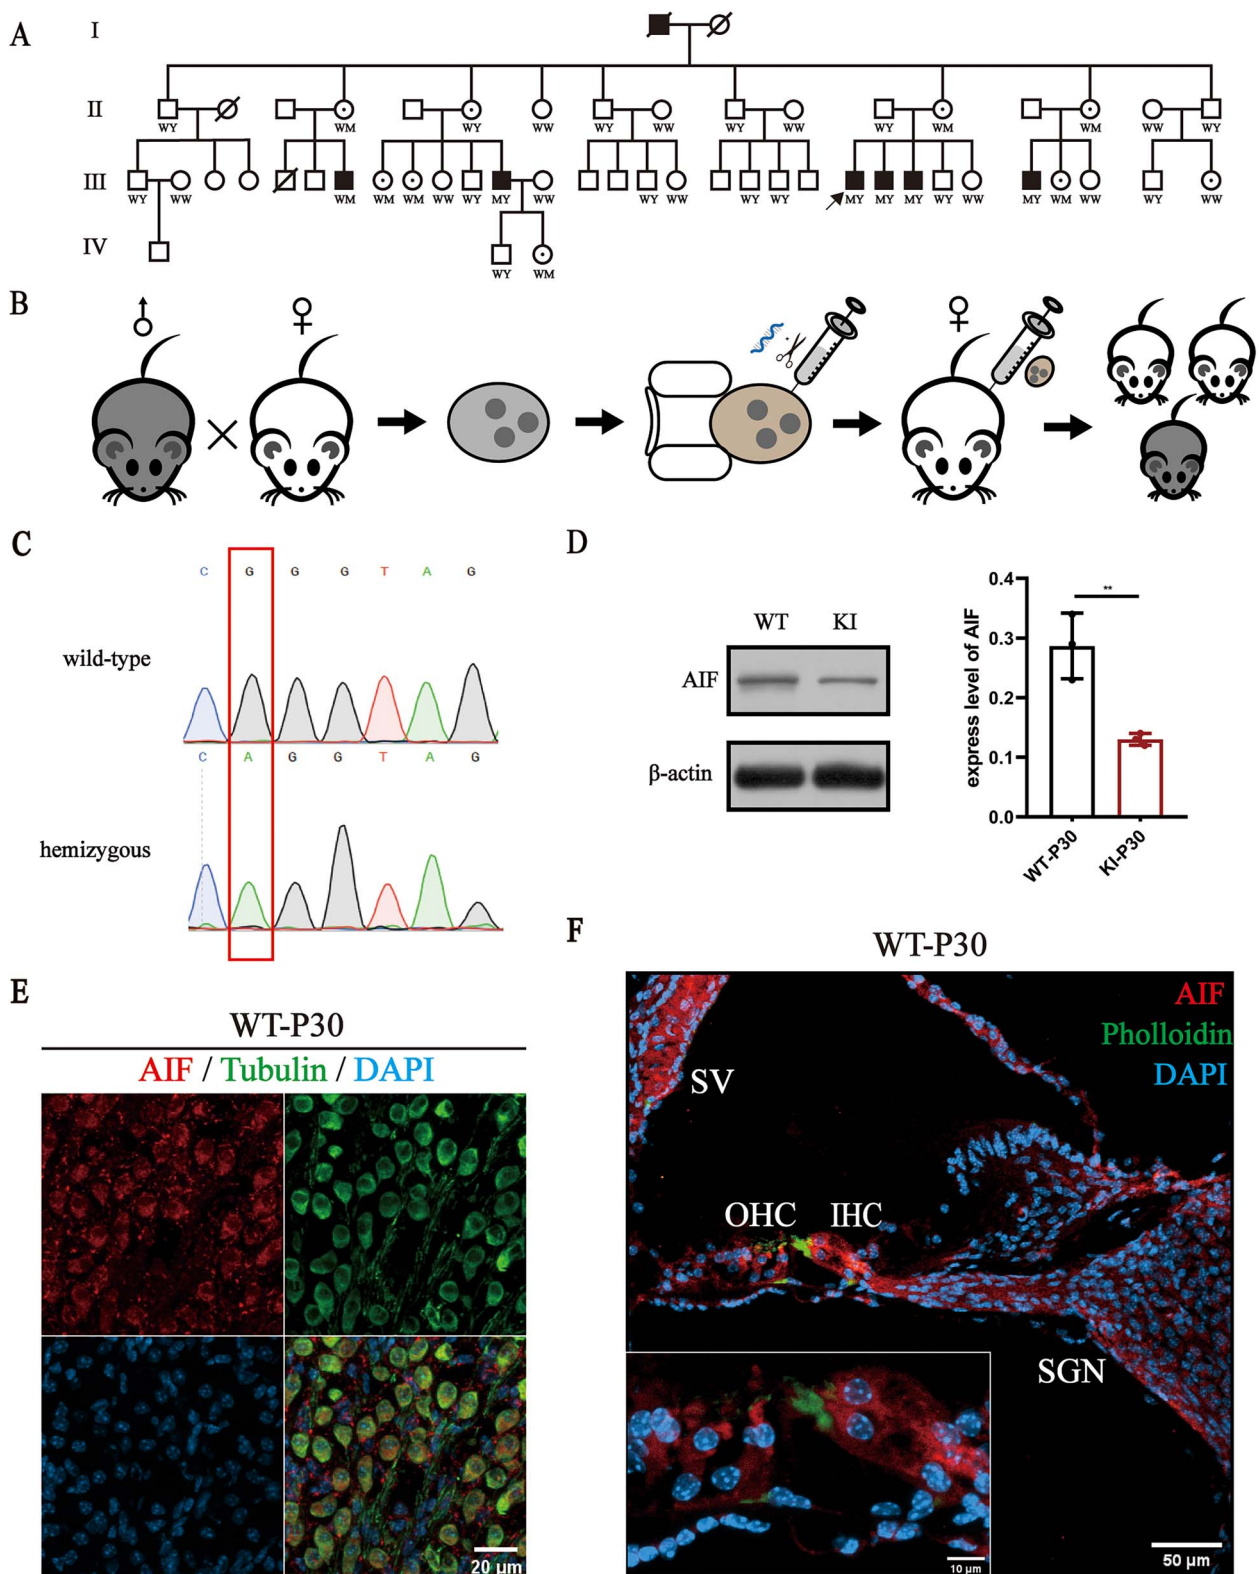 A
I
II
WY WM WY WW WY WW WY WW WY WM WM WW WY
III
WY WW WM WM WM WW WY MY WW WY WW WY WY MY MY MY WY WW MY WM WW WY WW
IV
WY WM
B
♂ ♀ ♀
C
C G G G T A G
wild-type
C A G G T A G
hemizygous
D
WT KI
AIF
β-actin
express level of AIF
0.4
0.3
0.2
0.1
0.0
**
WT-P30 KI-P30
E
WT-P30
AIF / Tubulin / DAPI
20 μm
F
WT-P30
AIF
Pholloidin
DAPI
SV
OHC IHC
SGN
10 μm
50 μm